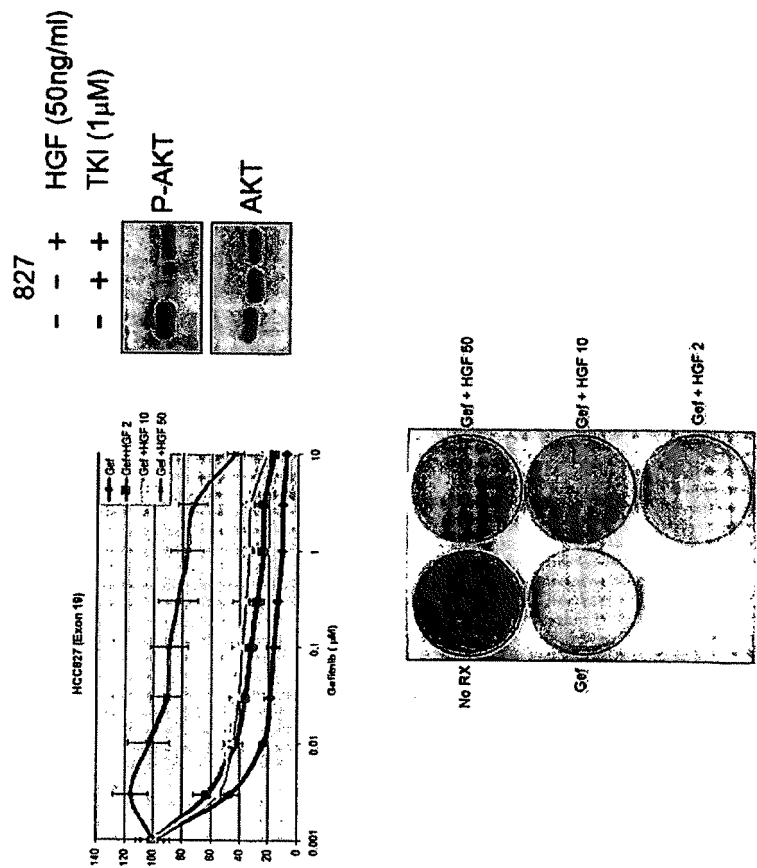 827
- - + HGF (50ng/ml)
- + + TKI (1µM)
P-AKT
AKT
HCC827 (Exon 19)
140
120
100
80
60
40
20
0
Gef
Gef+HGF 2
Gef +HGF 10
Gef +HGF 50
0.001
0.01
0.1
1
10
Gefitinib ( µM)
No RX
Gef
Gef + HGF 50
Gef + HGF 10
Gef + HGF 2